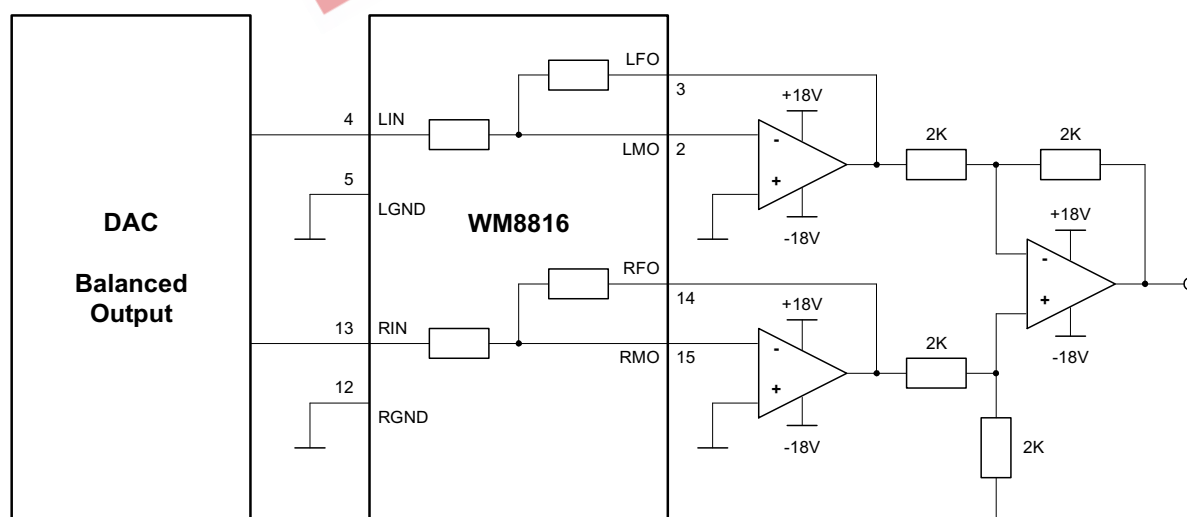 LFO
3
+18V
4
LIN
2K
2K
LMO
2
-
+
5
LGND
DAC
WM8816
-18V
+18V
Balanced
Output
RFO
14
-
+
+18V
13
RIN
2K
RMO
15
-
+
-18V
12
RGND
-18V
2K